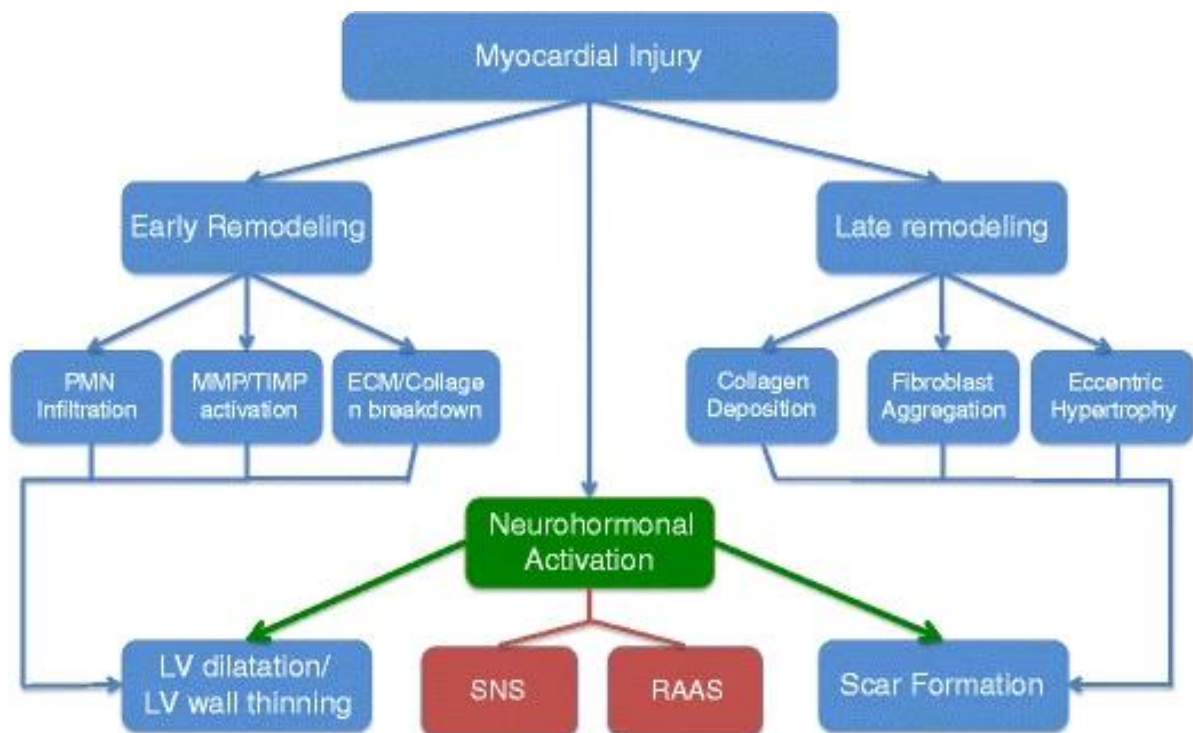 Myocardial Injury
Early Remodeling
Late remodeling
PMN
Infiltration
MMP/TIMP
activation
ECM/Collage
n breakdown
Collagen
Deposition
Fibroblast
Aggregation
Eccentric
Hypertrophy
Neurohormonal
Activation
LV dilatation/
LV wall thinning
SNS
RAAS
Scar Formation